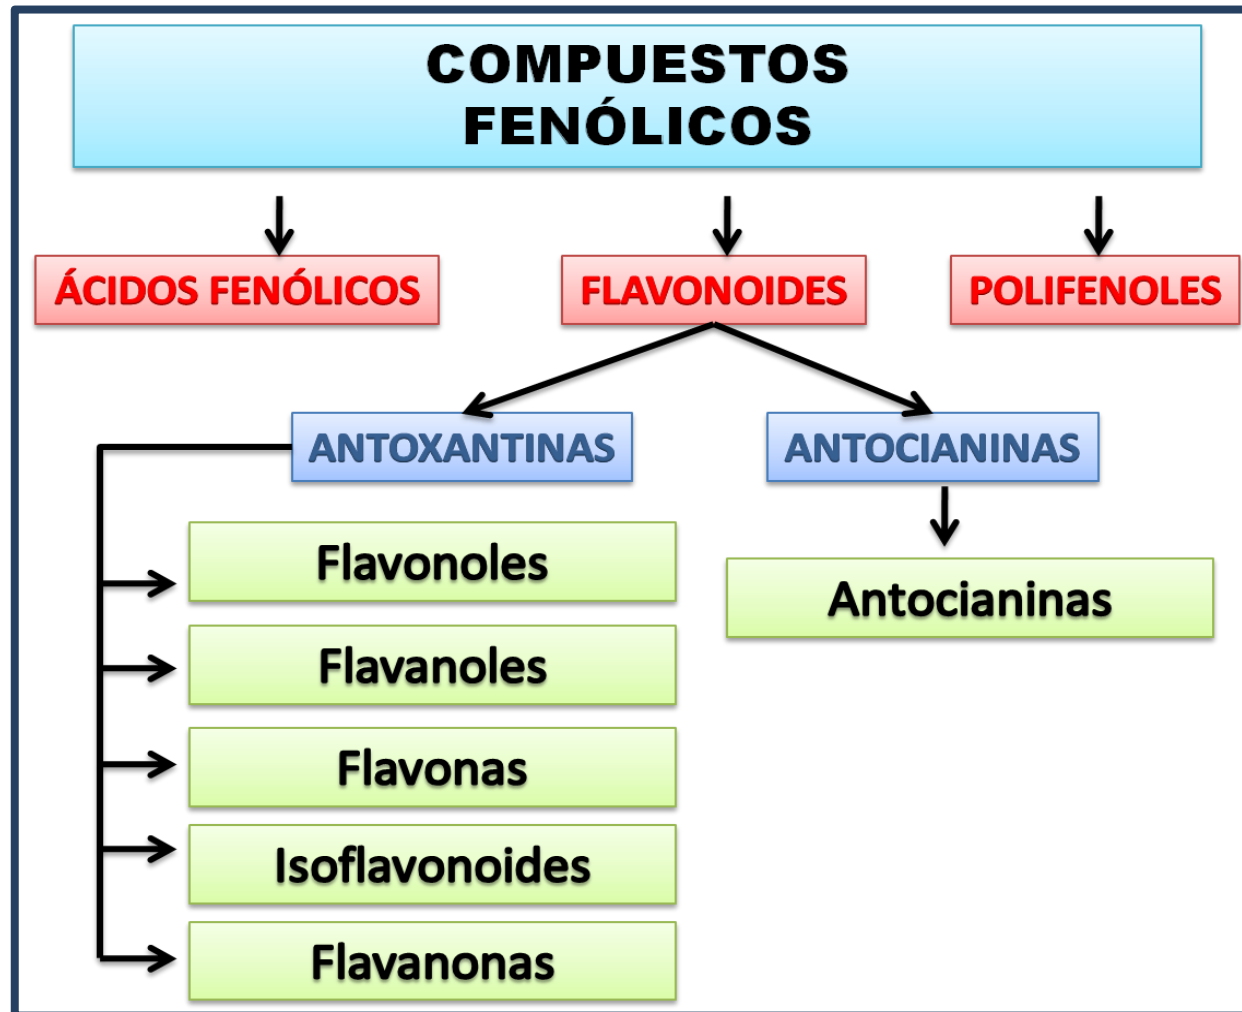 COMPUESTOS
FENÓLICOS
ÁCIDOS FENÓLICOS
FLAVONOIDES
POLIFENOLES
ANTOXANTINAS
ANTOCIANINAS
Flavonoles
Antocianinas
Flavanoles
Flavonas
Isoflavonoides
Flavanonas